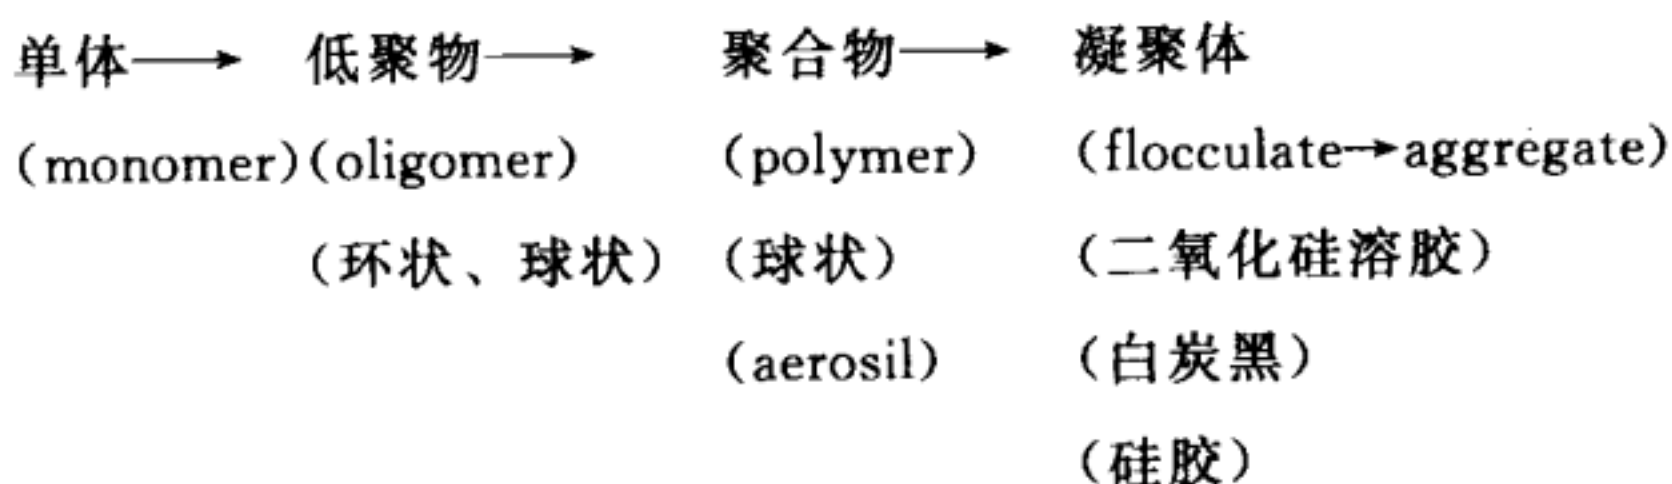 单体→ 低聚物→ 聚合物→ 凝聚体
(monomer)(oligomer) (polymer) (flocculate→aggregate)
(环状、球状) (球状) (二氧化硅溶胶)
(aerosil) (白炭黑)
(硅胶)